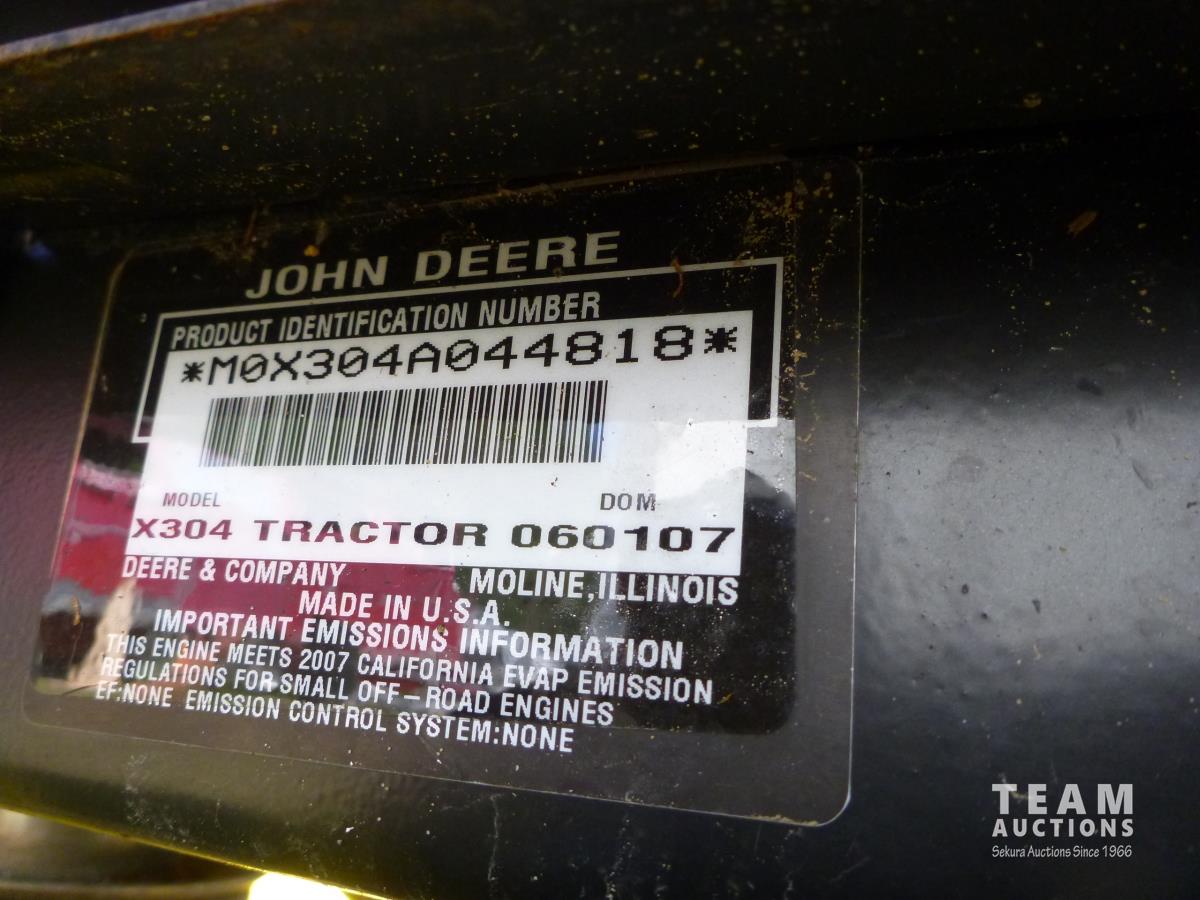 JOHN DEERE
PRODUCT IDENTIFICATION NUMBER
*M0X304A044818*
MODEL DOM
X304 TRACTOR 060107
DEERE & COMPANY MOLINE, ILLINOIS
MADE IN U.S.A.
IMPORTANT EMISSIONS INFORMATION
THIS ENGINE MEETS 2007 CALIFORNIA EVAP EMISSION
REGULATIONS FOR SMALL OFF-ROAD ENGINES
EF:NONE EMISSION CONTROL SYSTEM:NONE
TEAM
AUCTIONS
Sekura Auctions Since 1966